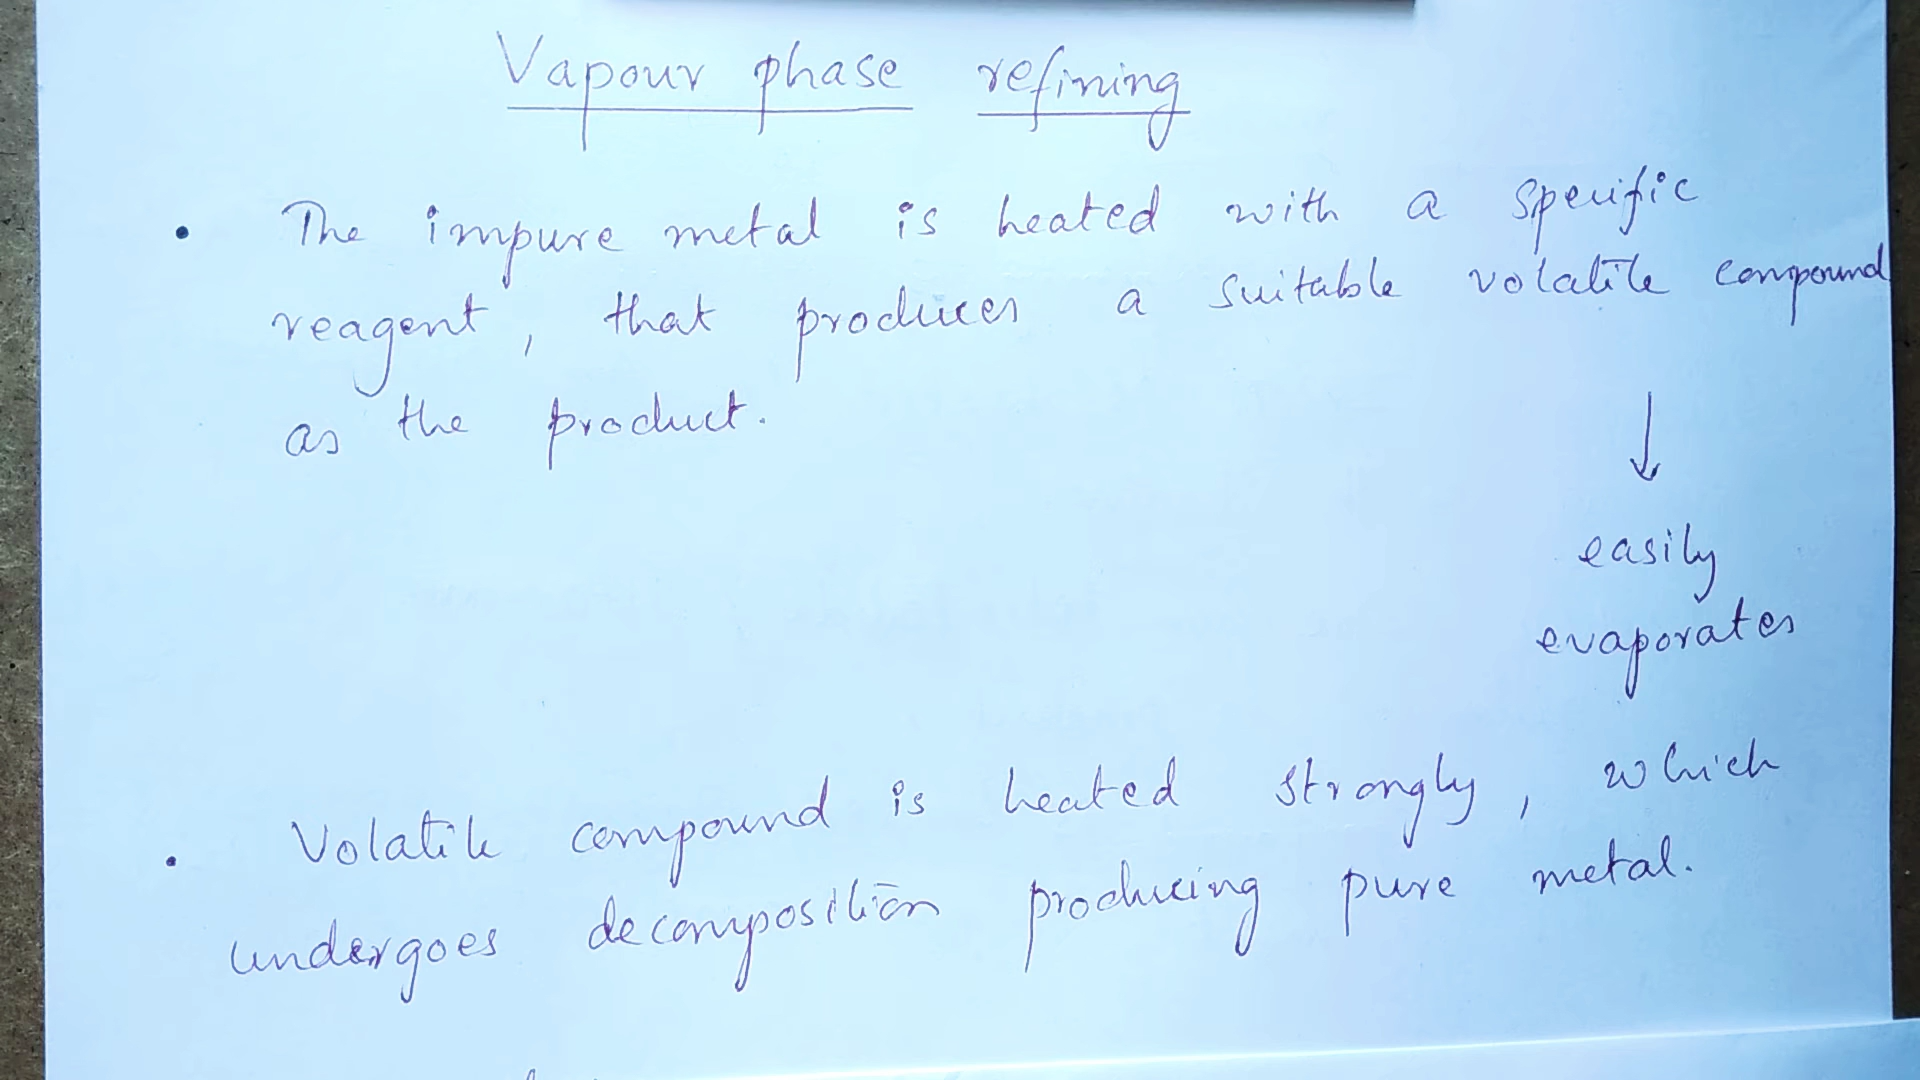 Vapour phase refining
• The impure metal is heated with a specific
reagent, that produces a suitable volatile compound
as the product.
↓
easily
evaporates
• Volatile compound is heated strongly, which
undergoes decomposition producing pure metal.